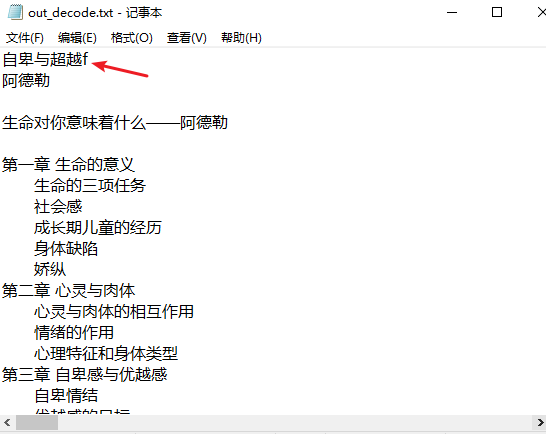 out_decode.txt - 记事本
文件(F) 编辑(E) 格式(O) 查看(V) 帮助(H)
自卑与超越f
阿德勒
生命对你意味着什么——阿德勒
第一章 生命的意义
生命的三项任务
社会感
成长期儿童的经历
身体缺陷
娇纵
第二章 心灵与肉体
心灵与肉体的相互作用
情绪的作用
心理特征和身体类型
第三章 自卑感与优越感
自卑情结
优越感的目标